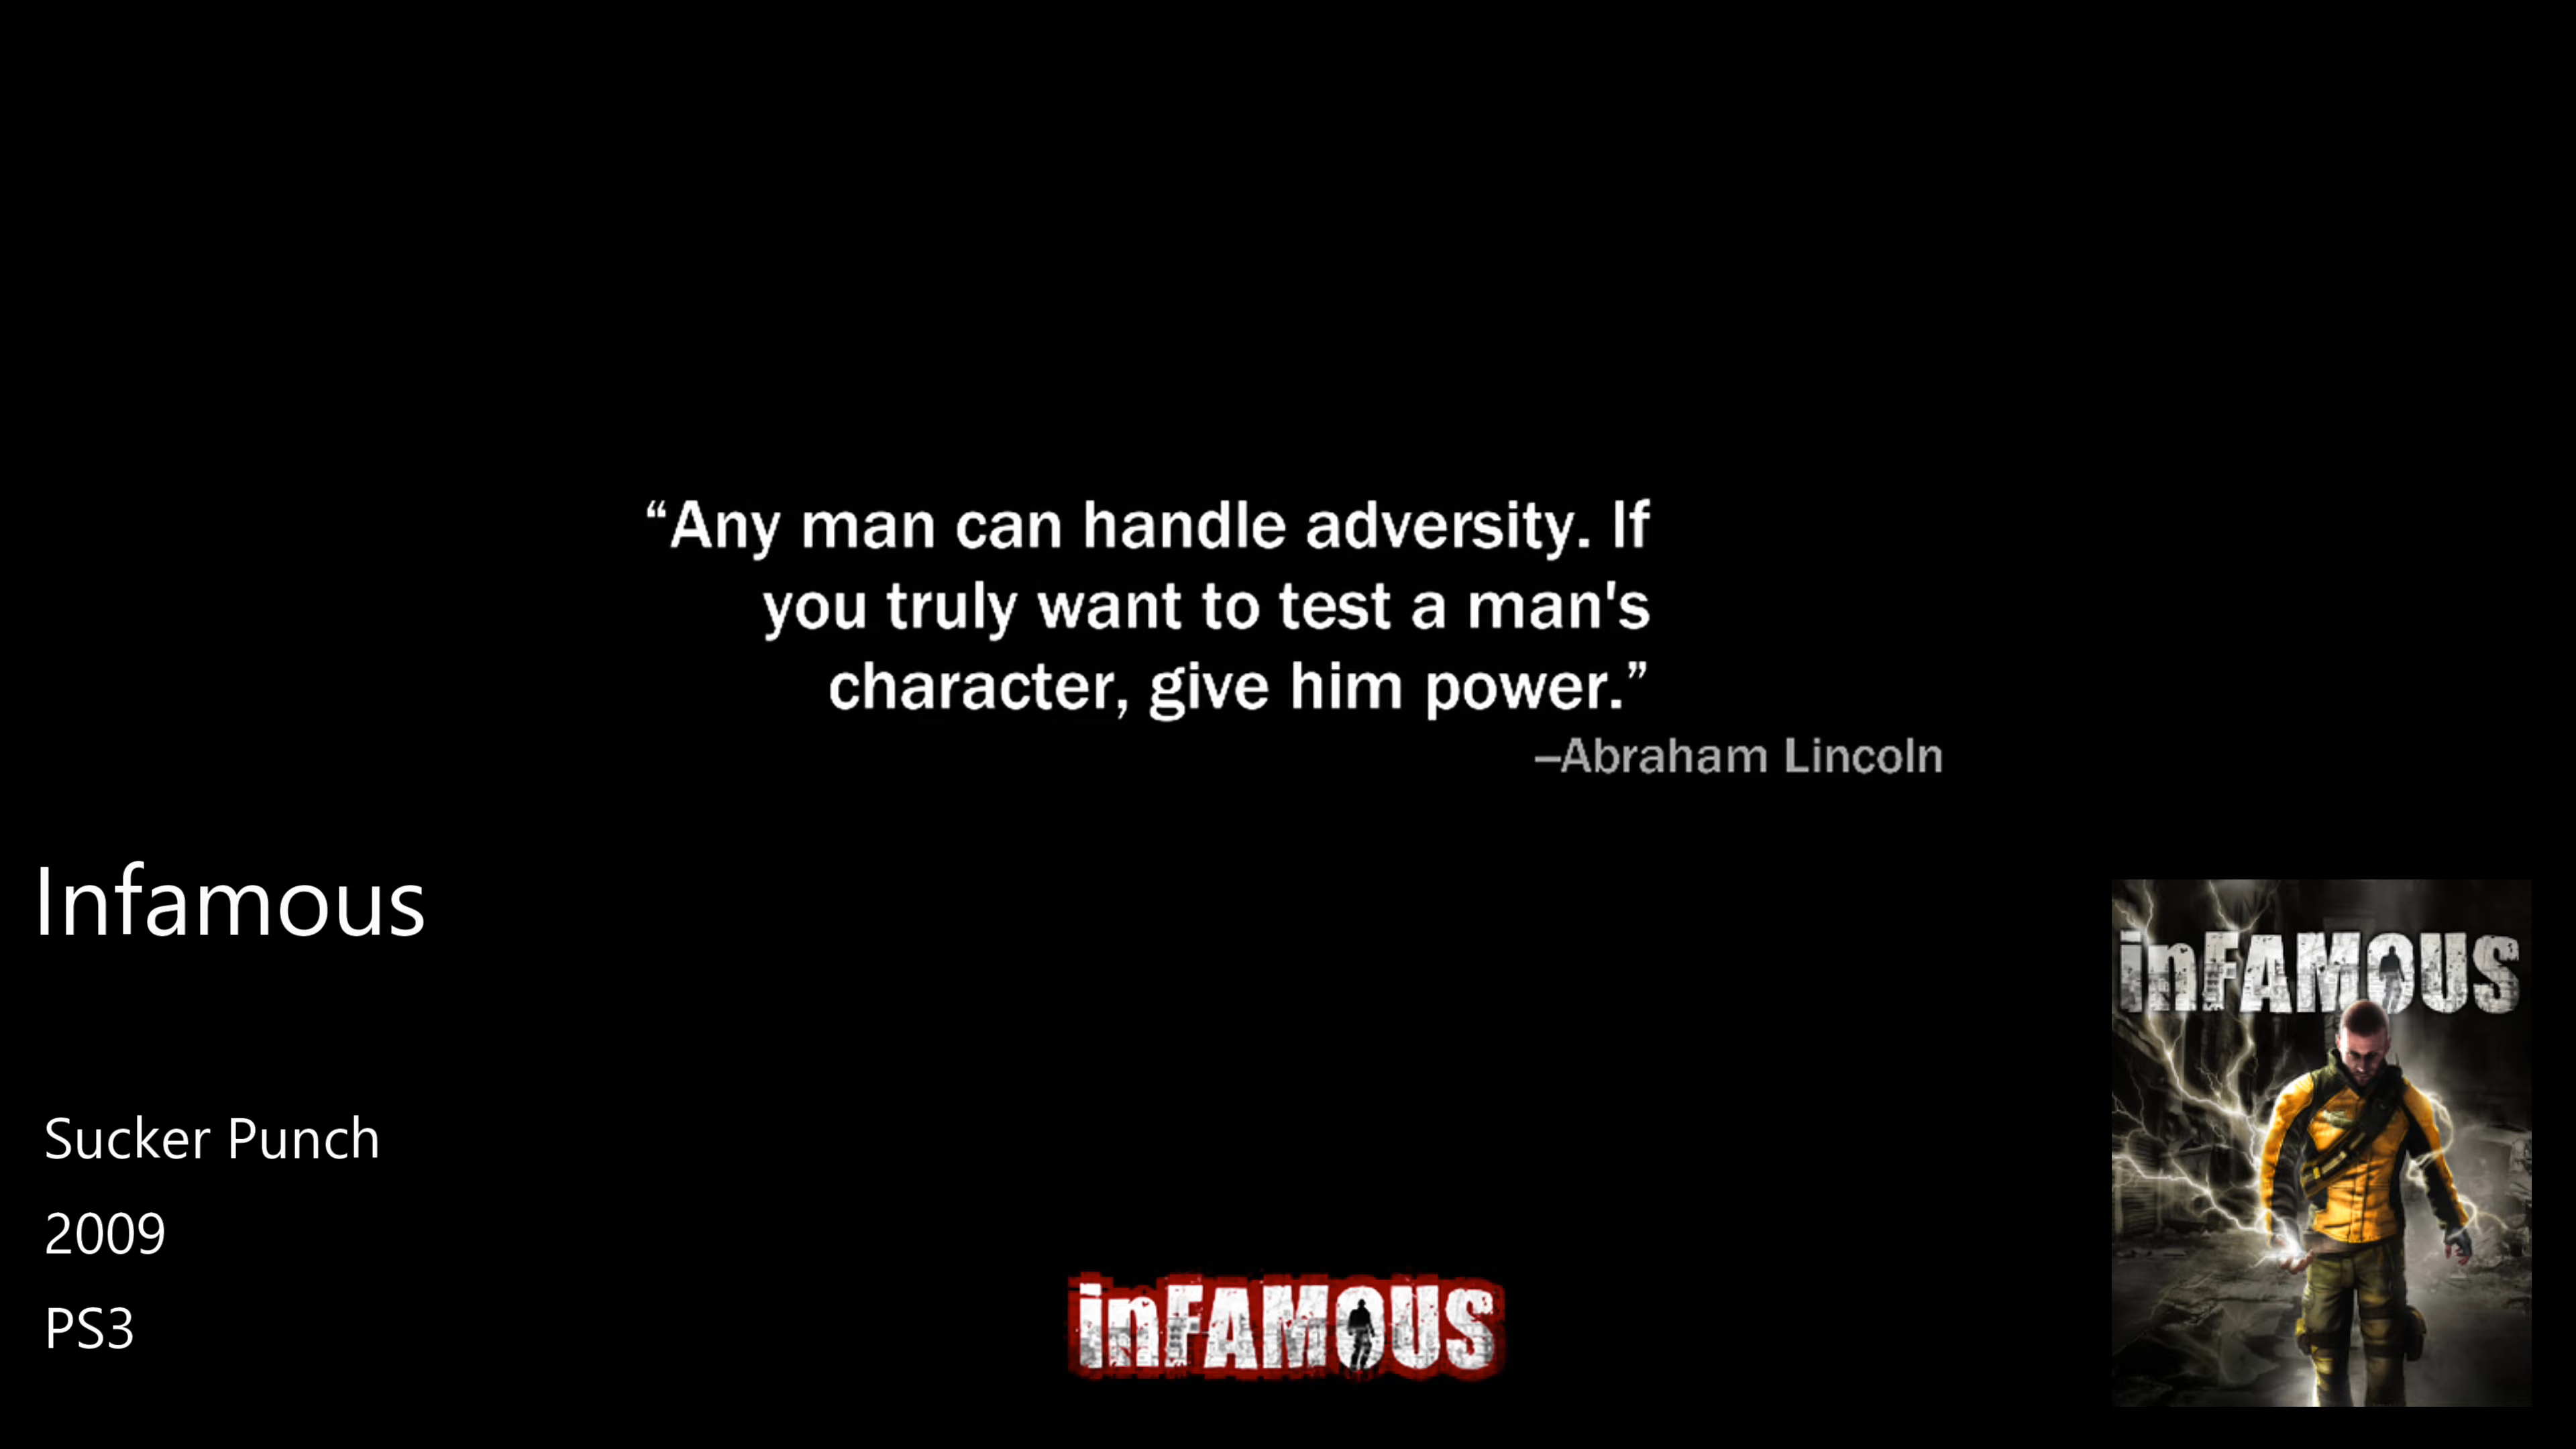 “Any man can handle adversity. If
you truly want to test a man's
character, give him power.”
–Abraham Lincoln
Infamous
Sucker Punch
2009
PS3
inFAMOUS
inFAMOUS